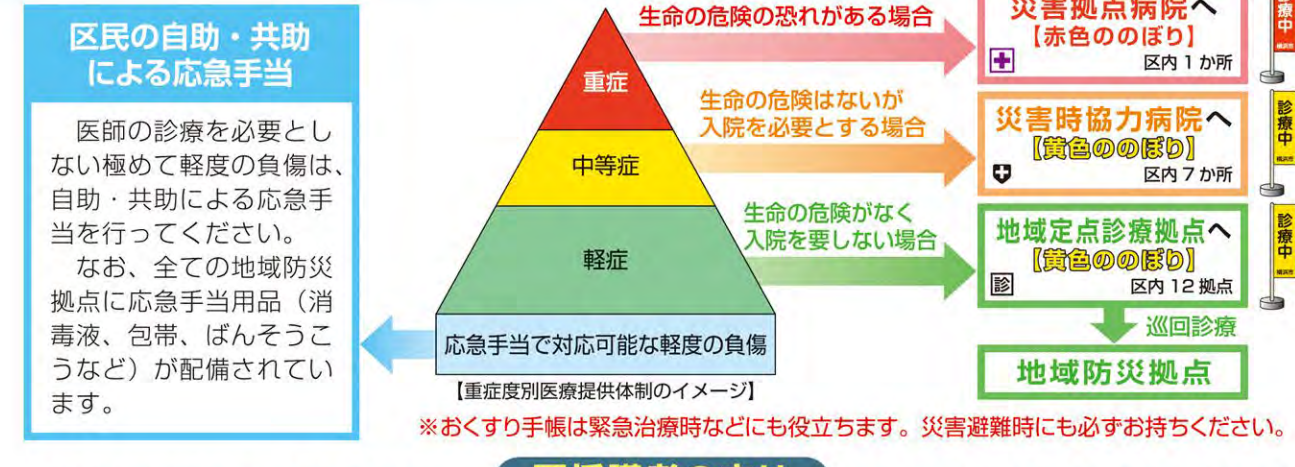 区民の自助・共助
による応急手当
医師の診療を必要とし
ない極めて軽度の負傷は、
自助・共助による応急手
当を行ってください。
なお、全ての地域防災
拠点に応急手当用品（消
毒液、包帯、ばんそうこ
うなど）が配備されてい
ます。
重症
中等症
軽症
応急手当で対応可能な軽度の負傷
【重症度別医療提供体制のイメージ】
生命の危険の恐れがある場合
災害拠点病院へ
【赤色ののぼり】
区内1か所
療中
生命の危険はないが
入院を必要とする場合
災害時協力病院へ
【黄色ののぼり】
区内7か所
診療中
生命の危険がなく
入院を要しない場合
地域定点診療拠点へ
【黄色ののぼり】
診
区内12拠点
診療中
巡回診療
地域防災拠点
※おくすり手帳は緊急治療時などにも役立ちます。災害避難時にも必ずお持ちください。